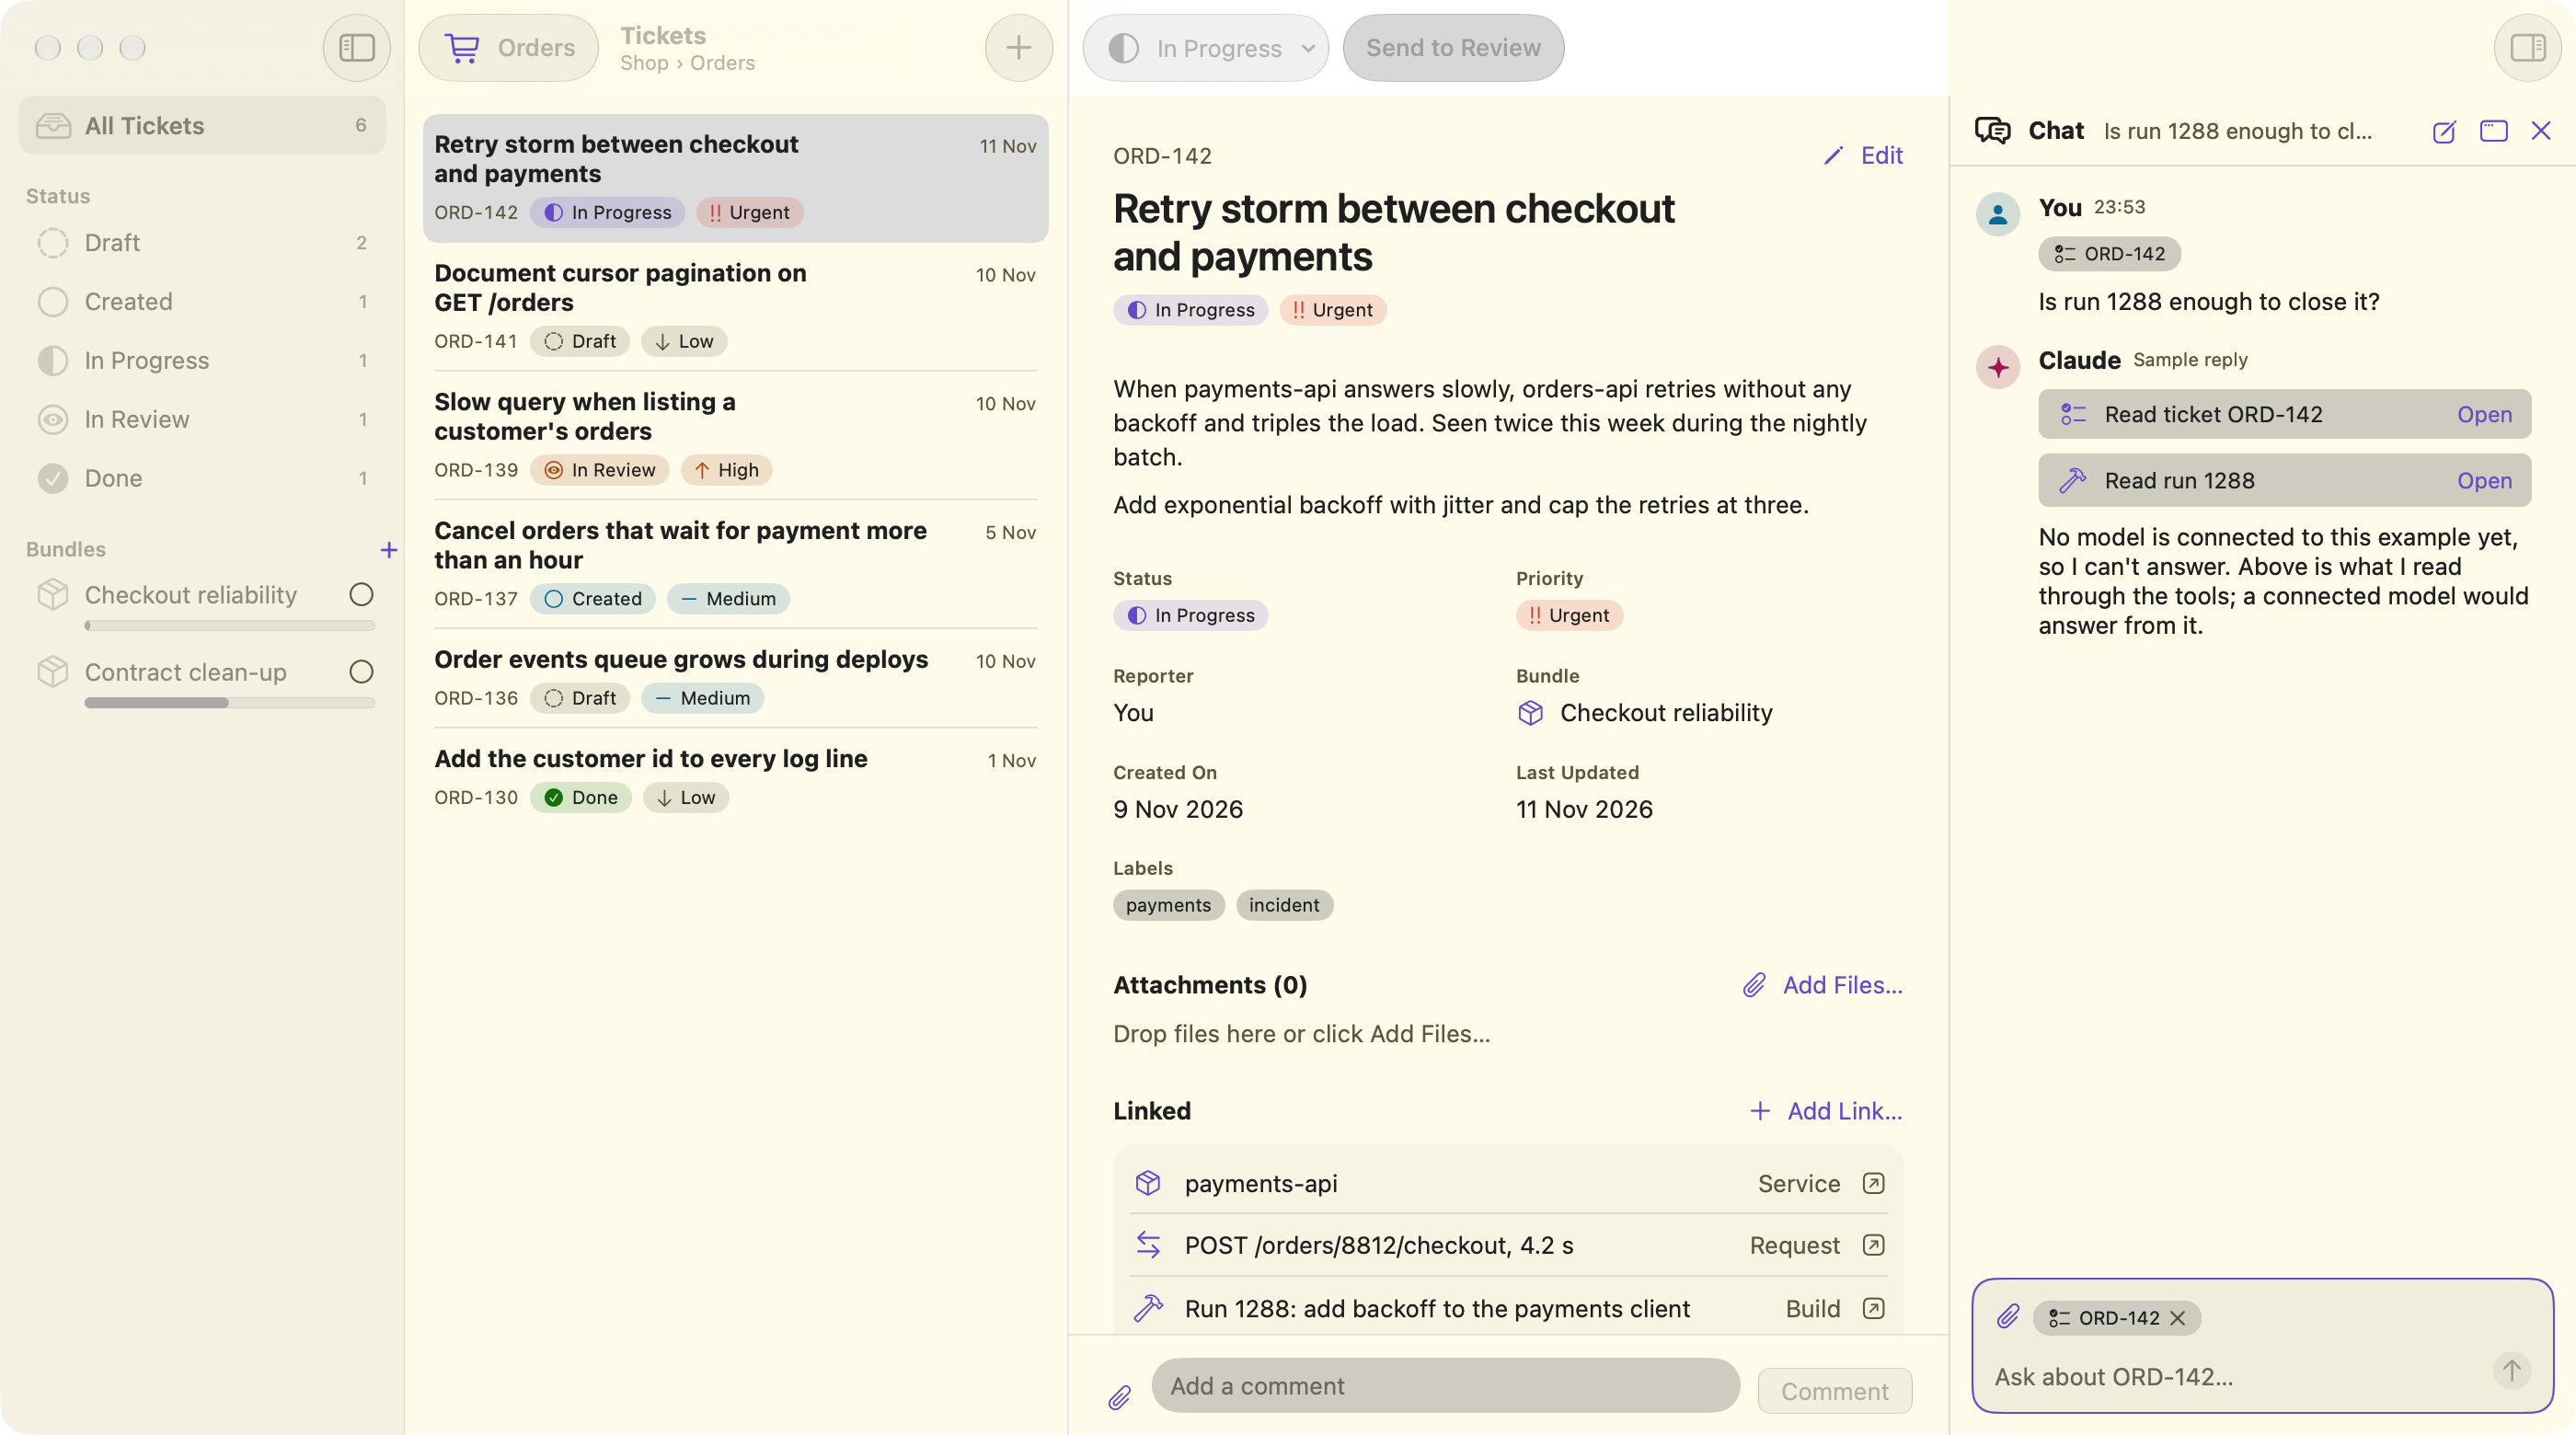 All Tickets 6
Status
Draft 2
Created 1
In Progress 1
In Review 1
Done 1
Bundles
Checkout reliability
Contract clean-up
Orders
Tickets
Shop › Orders
Retry storm between checkout
and payments
11 Nov
ORD-142 In Progress Urgent
Document cursor pagination on
GET /orders
10 Nov
ORD-141 Draft Low
Slow query when listing a
customer's orders
10 Nov
ORD-139 In Review High
Cancel orders that wait for payment more
than an hour
5 Nov
ORD-137 Created Medium
Order events queue grows during deploys
10 Nov
ORD-136 Draft Medium
Add the customer id to every log line
1 Nov
ORD-130 Done Low
In Progress
Send to Review
ORD-142
Edit
Retry storm between checkout
and payments
In Progress Urgent
When payments-api answers slowly, orders-api retries without any
backoff and triples the load. Seen twice this week during the nightly
batch.
Add exponential backoff with jitter and cap the retries at three.
Status
In Progress
Priority
Urgent
Reporter
You
Bundle
Checkout reliability
Created On
9 Nov 2026
Last Updated
11 Nov 2026
Labels
payments incident
Attachments (0)
Add Files...
Drop files here or click Add Files...
Linked
Add Link...
payments-api Service
POST /orders/8812/checkout, 4.2 s Request
Run 1288: add backoff to the payments client Build
Add a comment
Comment
Chat Is run 1288 enough to cl...
You 23:53
ORD-142
Is run 1288 enough to close it?
Claude Sample reply
Read ticket ORD-142 Open
Read run 1288 Open
No model is connected to this example yet,
so I can't answer. Above is what I read
through the tools; a connected model would
answer from it.
ORD-142
Ask about ORD-142...